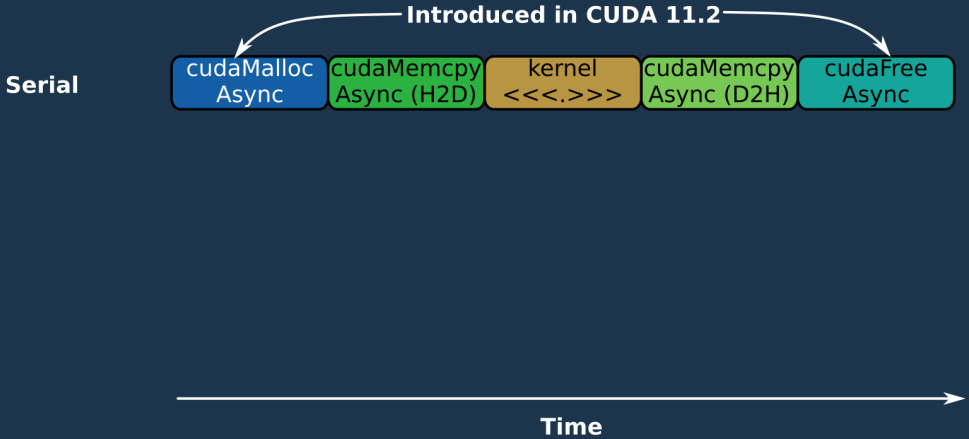 Introduced in CUDA 11.2
Serial
cudaMalloc
Async
cudaMemcpy
Async (H2D)
kernel
<<<.>>>
cudaMemcpy
Async (D2H)
cudaFree
Async
Time